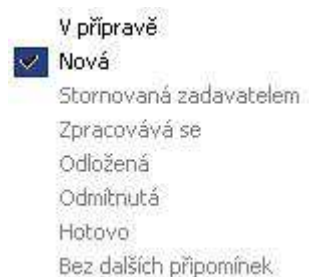 V přípravě
Nová
Stornovaná zadavatelem
Zpracovává se
Odložená
Odmítnutá
Hotovo
Bez dalších připomínek